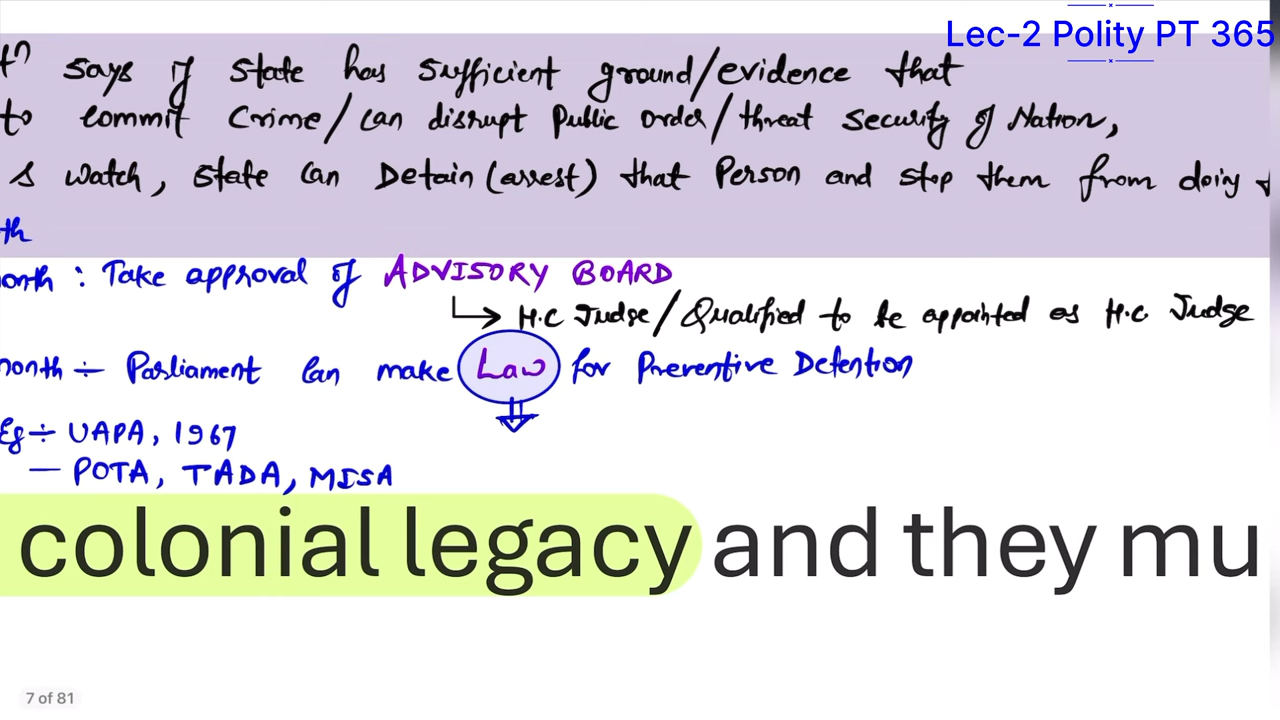 Lec-2 Polity PT 365
tn says if State has sufficient ground/evidence that
to commit Crime/can disrupt Public order/threat security of Nation,
s watch, state can Detain (arrest) that Person and stop them from doing t
th
onth : Take approval of ADVISORY BOARD
↳ H.C Judge/Qualified to be appointed as H.C Judge
month ÷ Parliament can make Law for Preventive Detention
Eg ÷ UAPA, 1967
— POTA, TADA, MISA
colonial legacy and they mu
7 of 81